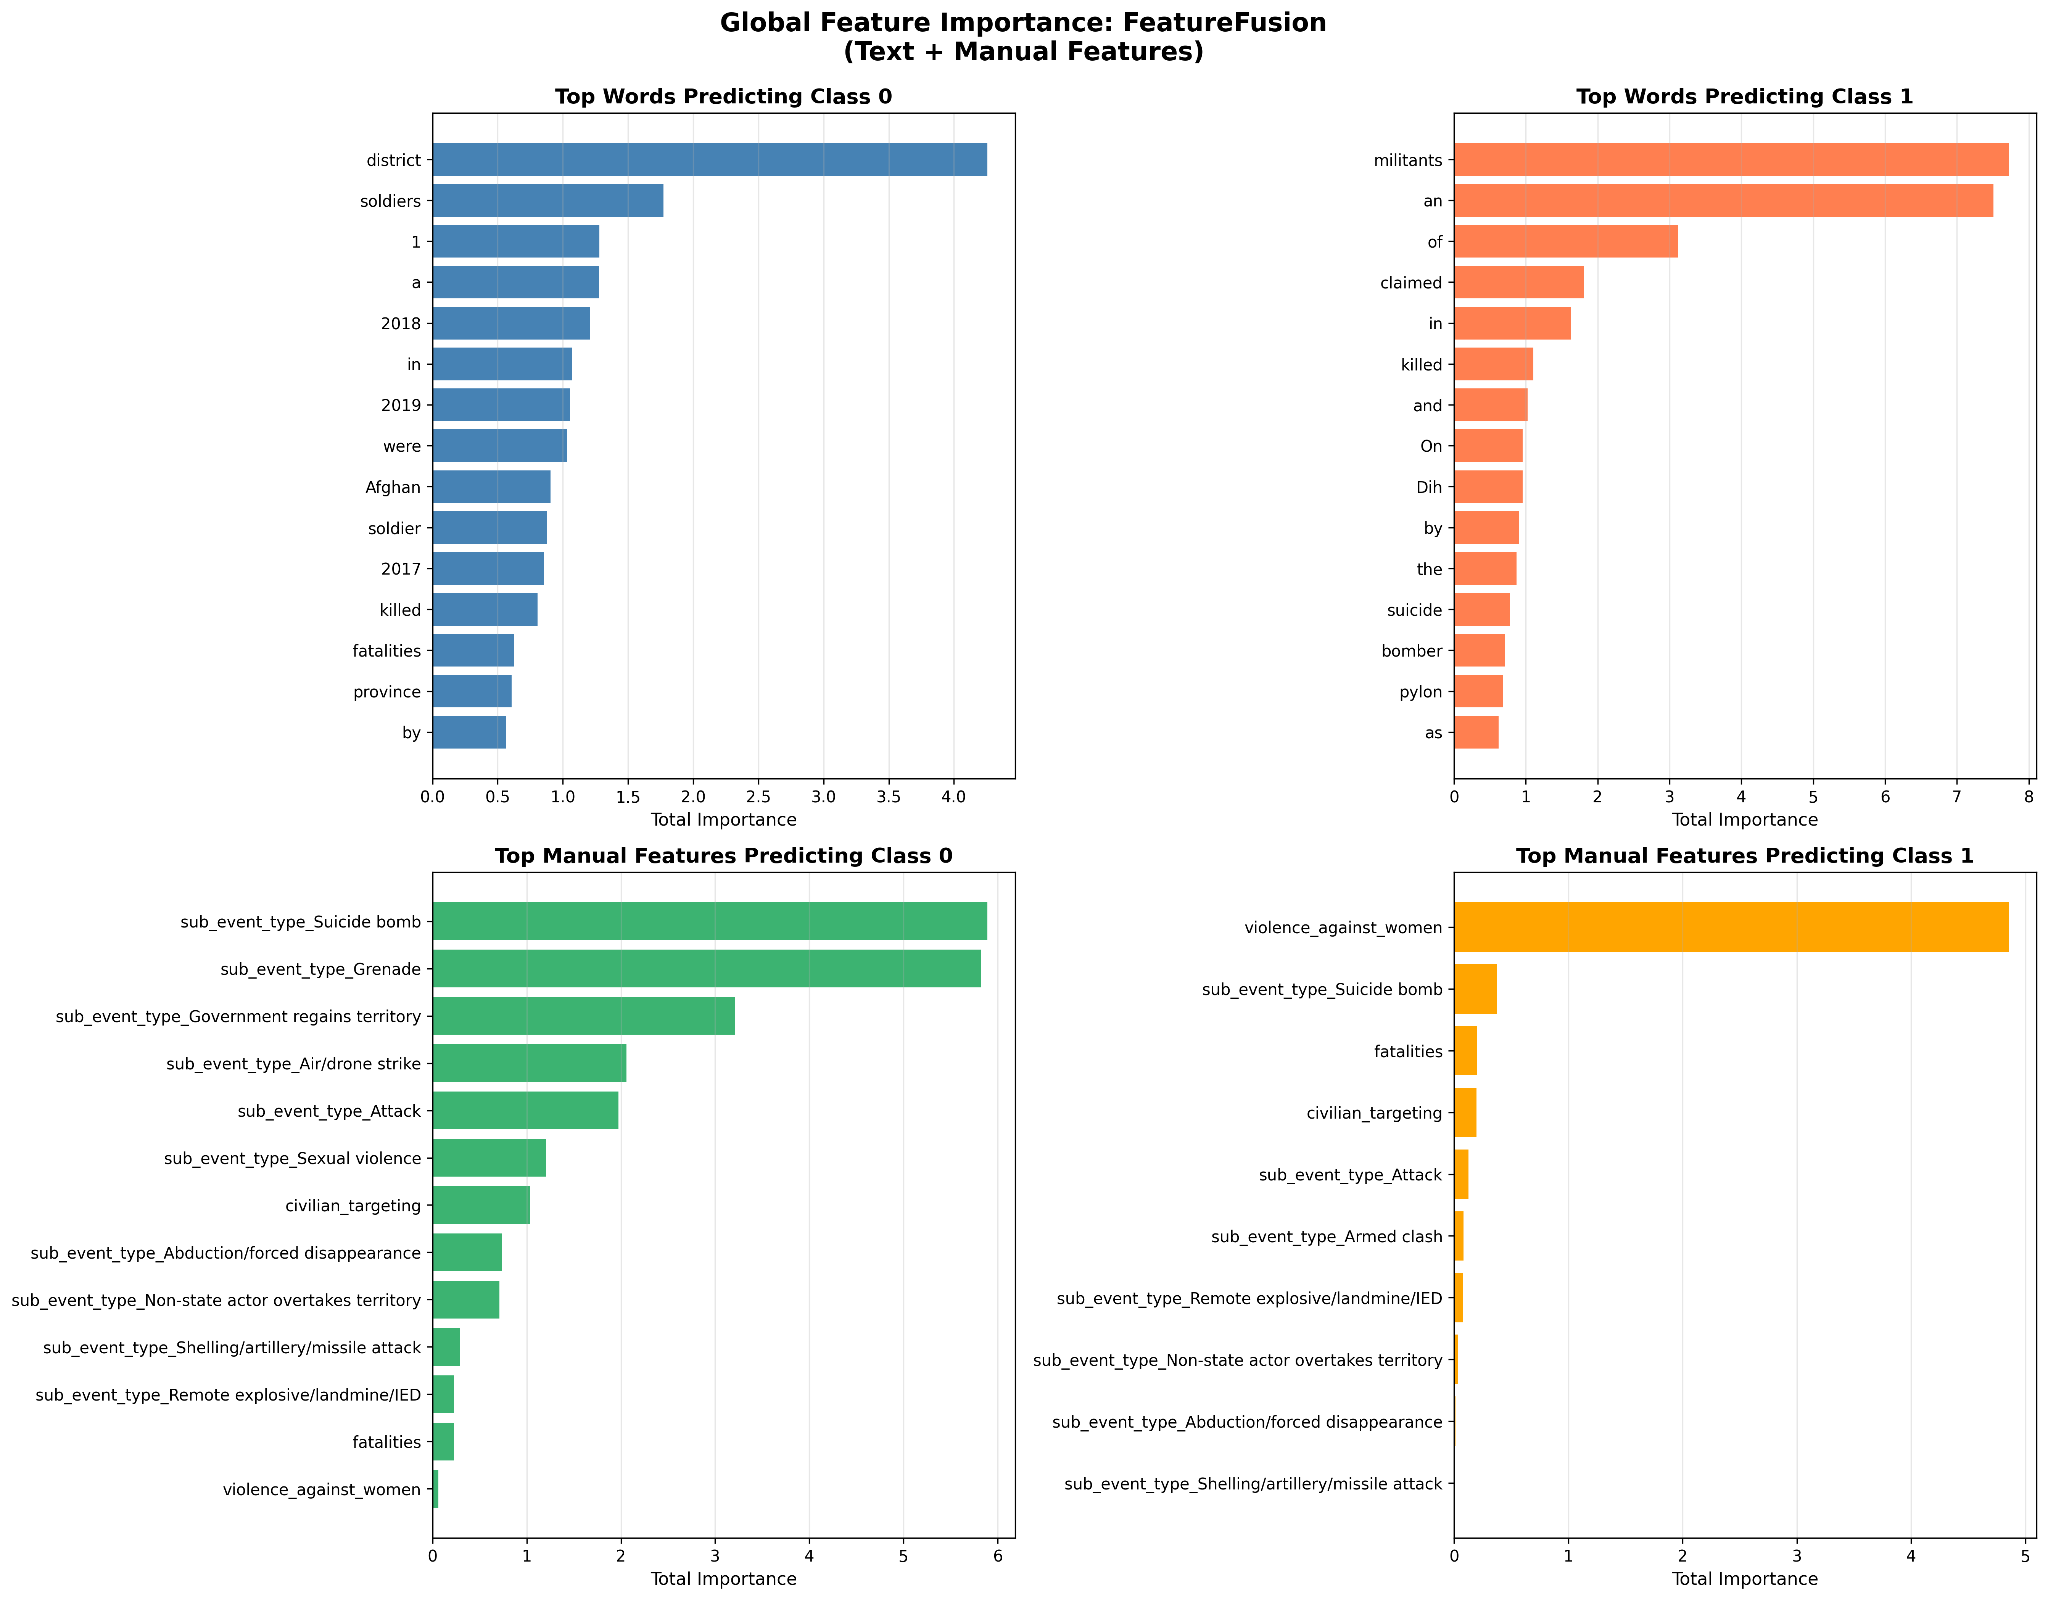 Global Feature Importance: FeatureFusion
(Text + Manual Features)
Top Words Predicting Class 0
district
soldiers
1
a
2018
in
2019
were
Afghan
soldier
2017
killed
fatalities
province
by
0.0 0.5 1.0 1.5 2.0 2.5 3.0 3.5 4.0
Total Importance
Top Words Predicting Class 1
militants
an
of
claimed
in
killed
and
On
Dih
by
the
suicide
bomber
pylon
as
0 1 2 3 4 5 6 7 8
Total Importance
Top Manual Features Predicting Class 0
sub_event_type_Suicide bomb
sub_event_type_Grenade
sub_event_type_Government regains territory
sub_event_type_Air/drone strike
sub_event_type_Attack
sub_event_type_Sexual violence
civilian_targeting
sub_event_type_Abduction/forced disappearance
sub_event_type_Non-state actor overtakes territory
sub_event_type_Shelling/artillery/missile attack
sub_event_type_Remote explosive/landmine/IED
fatalities
violence_against_women
0 1 2 3 4 5 6
Total Importance
Top Manual Features Predicting Class 1
violence_against_women
sub_event_type_Suicide bomb
fatalities
civilian_targeting
sub_event_type_Attack
sub_event_type_Armed clash
sub_event_type_Remote explosive/landmine/IED
sub_event_type_Non-state actor overtakes territory
sub_event_type_Abduction/forced disappearance
sub_event_type_Shelling/artillery/missile attack
0 1 2 3 4 5
Total Importance